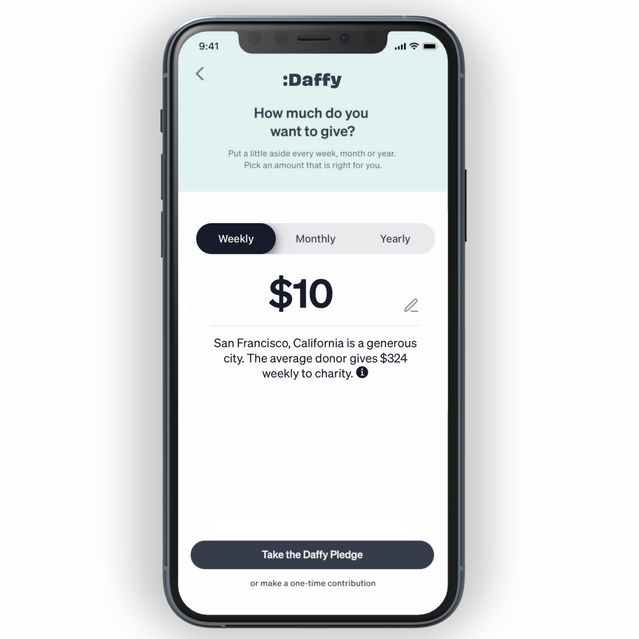 9:41
:Daffy
How much do you
want to give?
Put a little aside every week, month or year.
Pick an amount that is right for you.
Weekly Monthly Yearly
$10
San Francisco, California is a generous
city. The average donor gives $324
weekly to charity.
Take the Daffy Pledge
or make a one-time contribution